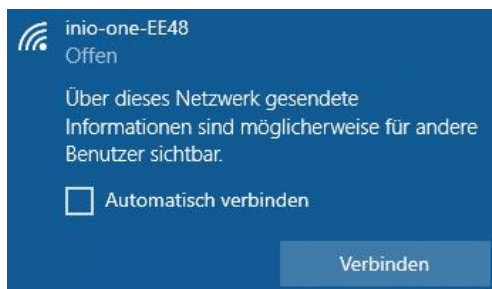 inio-one-EE48
Offen
Über dieses Netzwerk gesendete
Informationen sind möglicherweise für andere
Benutzer sichtbar.
Automatisch verbinden
Verbinden